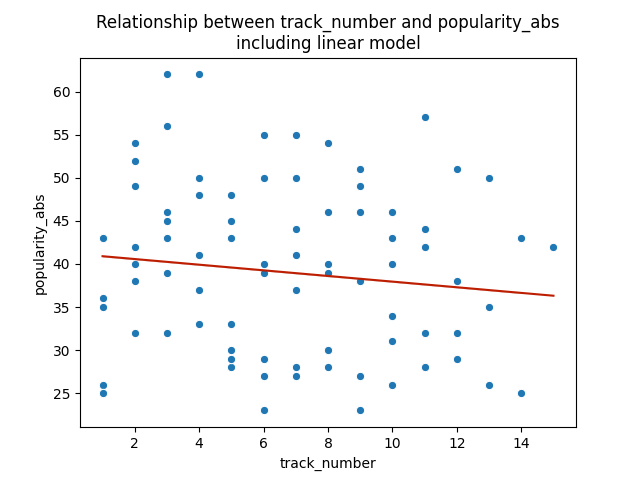 Relationship between track_number and popularity_abs
including linear model
60
55
50
45
40
35
30
25
popularity_abs
2 4 6 8 10 12 14
track_number